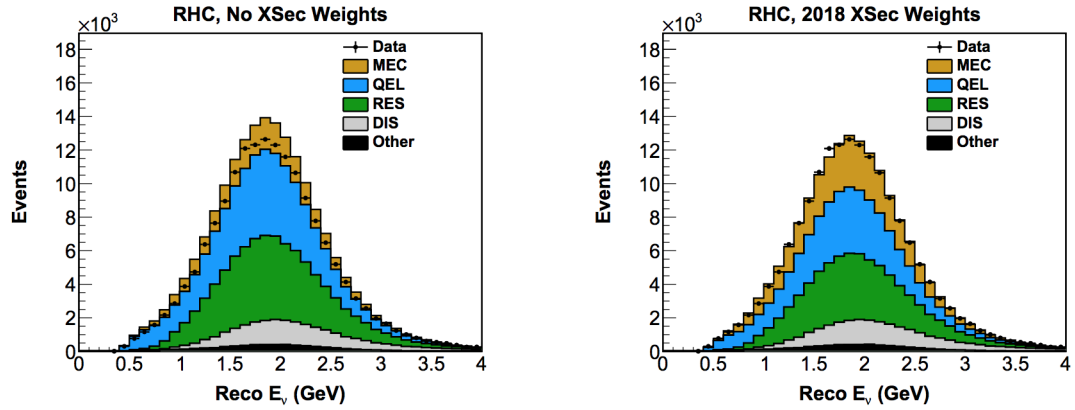 RHC, No XSec Weights
×10³
18
16
14
12
10
8
6
4
2
0
Events
Data
MEC
QEL
RES
DIS
Other
0 0.5 1 1.5 2 2.5 3 3.5 4
Reco Eᵥ (GeV)
RHC, 2018 XSec Weights
×10³
18
16
14
12
10
8
6
4
2
0
Events
Data
MEC
QEL
RES
DIS
Other
0 0.5 1 1.5 2 2.5 3 3.5 4
Reco Eᵥ (GeV)